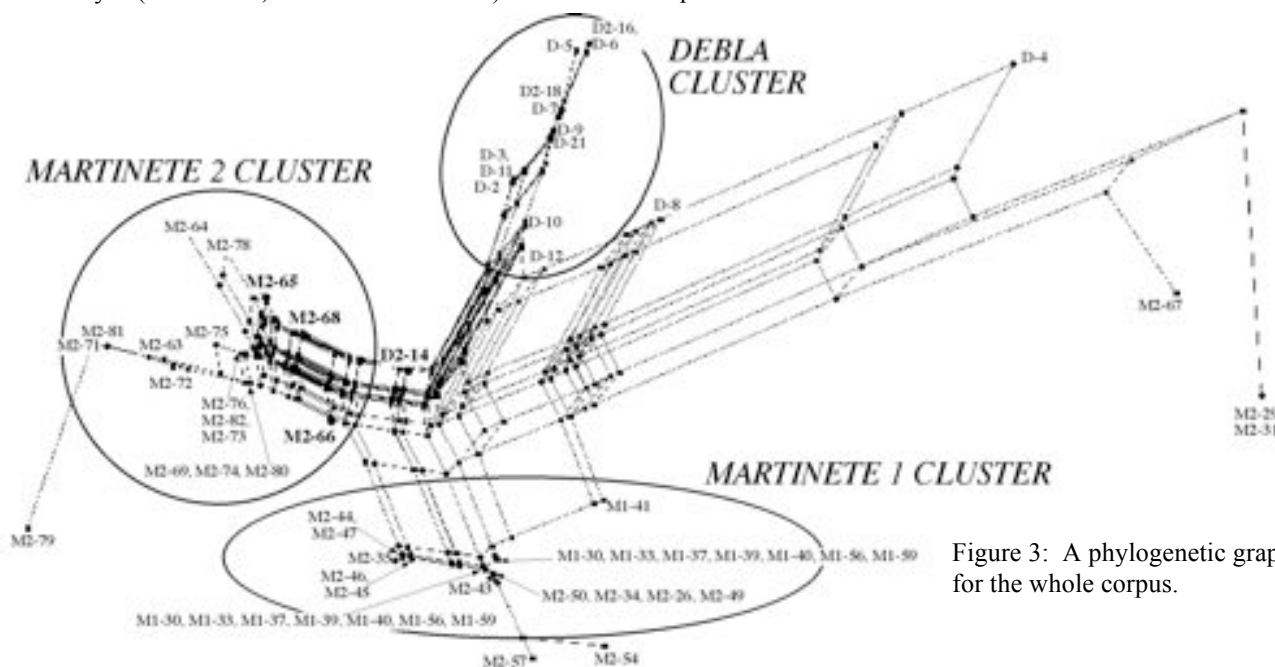 D2-16,
D-5
D-6
DEBLA
CLUSTER
D-4
D2-18
D-7
D-9
D-21
D-3,
D-11
D-2
MARTINETE 2 CLUSTER
M2-64
M2-78
D-10
D-8
D-12
M2-65
M2-68
M2-67
M2-81
M2-71
M2-63
M2-75
M2-72
D2-14
M2-76,
M2-82,
M2-73
M2-66
M2-29
M2-31
M2-69, M2-74, M2-80
MARTINETE 1 CLUSTER
M1-41
M2-79
M2-44,
M2-47
M2-35
M1-30, M1-33, M1-37, M1-39, M1-40, M1-56, M1-59
M2-46,
M2-45
M2-43
M2-50, M2-34, M2-26, M2-49
M1-30, M1-33, M1-37, M1-39, M1-40, M1-56, M1-59
M2-57
M2-54
Figure 3: A phylogenetic grap
for the whole corpus.